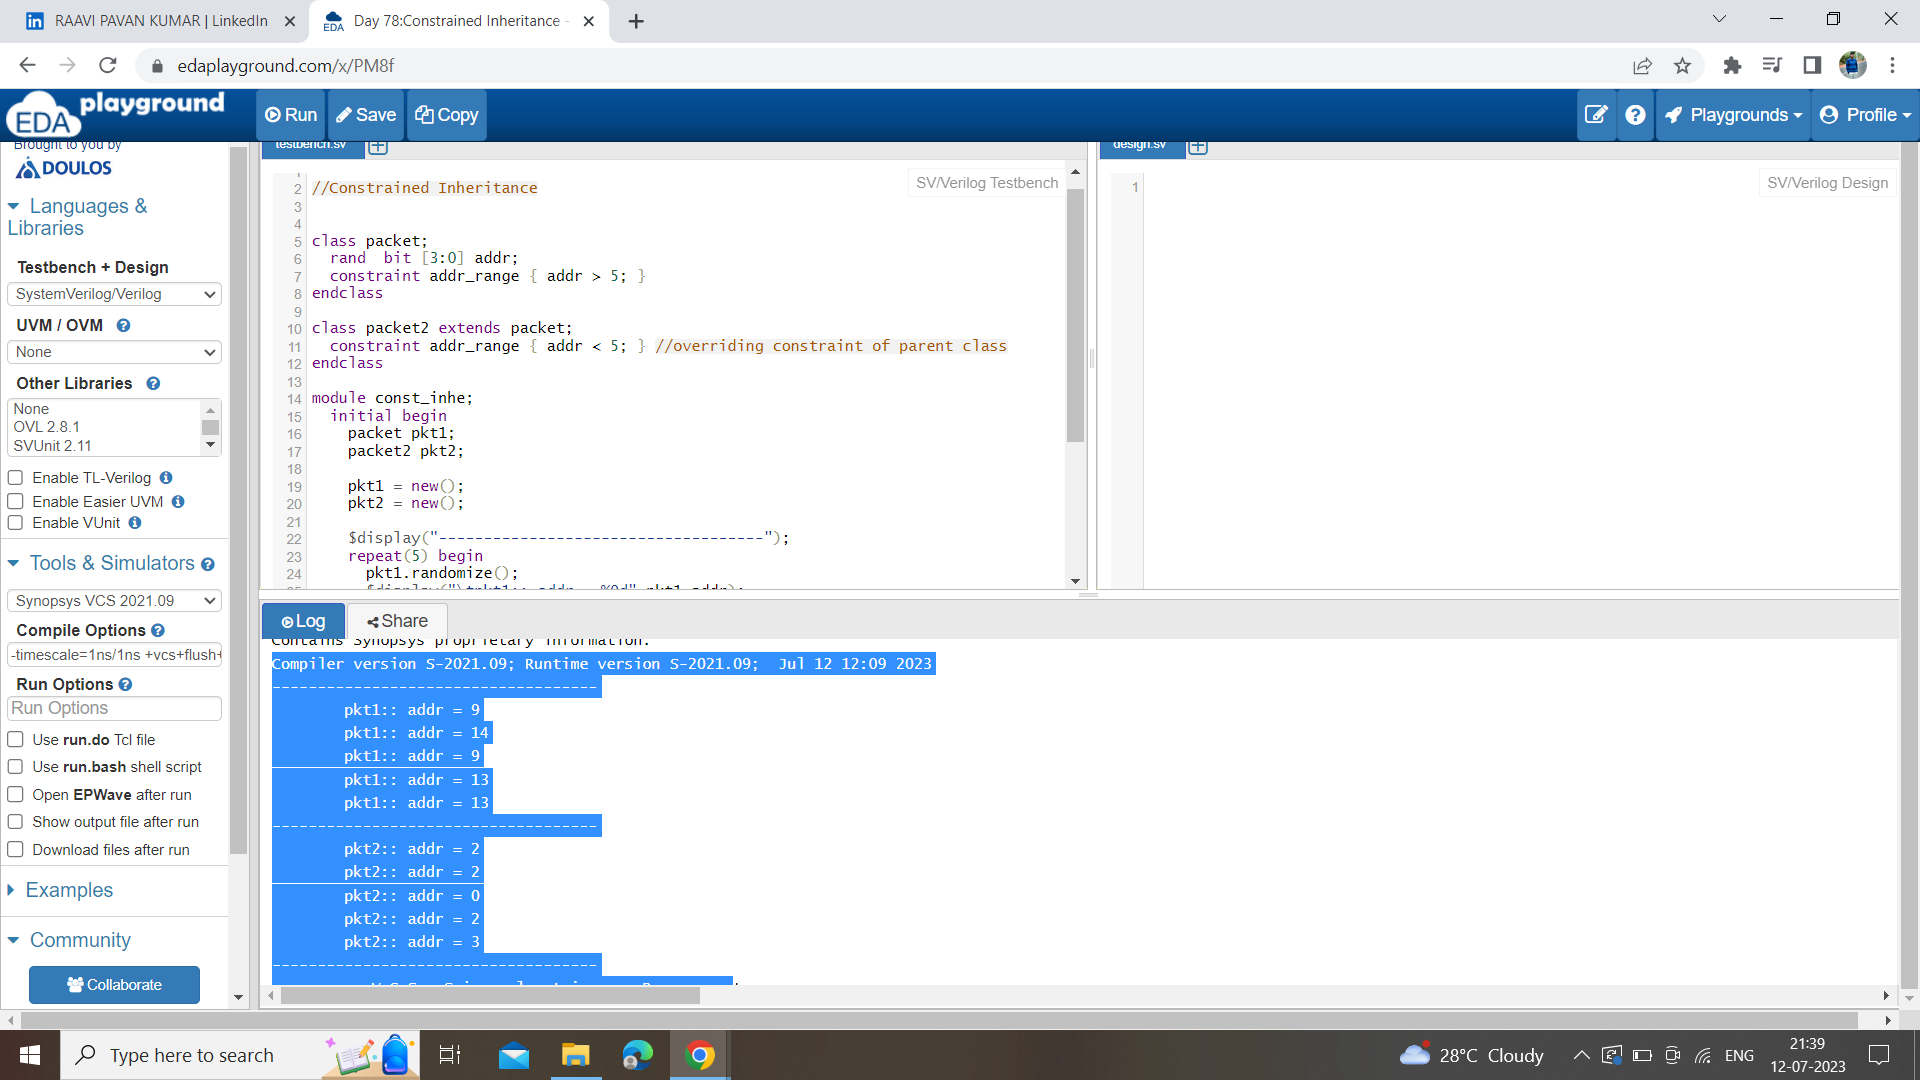 RAAVI PAVAN KUMAR | LinkedIn
Day 78:Constrained Inheritance -
edaplayground.com/x/PM8f
EDA playground
Run
Save
Copy
Playgrounds
Profile
Brought to you by
DOULOS
Languages & Libraries
Testbench + Design
SystemVerilog/Verilog
UVM / OVM
None
Other Libraries
None
OVL 2.8.1
SVUnit 2.11
Enable TL-Verilog
Enable Easier UVM
Enable VUnit
Tools & Simulators
Synopsys VCS 2021.09
Compile Options
-timescale=1ns/1ns +vcs+flush+
Run Options
Run Options
Use run.do Tcl file
Use run.bash shell script
Open EPWave after run
Show output file after run
Download files after run
Examples
Community
Collaborate
testbench.sv
SV/Verilog Testbench
2 //Constrained Inheritance
3
4
5 class packet;
6 rand  bit [3:0] addr;
7 constraint addr_range { addr > 5; }
8 endclass
9
10 class packet2 extends packet;
11 constraint addr_range { addr < 5; } //overriding constraint of parent class
12 endclass
13
14 module const_inhe;
15 initial begin
16 packet pkt1;
17 packet2 pkt2;
18
19 pkt1 = new();
20 pkt2 = new();
21
22 $display("------------------------------------");
23 repeat(5) begin
24 pkt1.randomize();
design.sv
SV/Verilog Design
1
Log
Share
Contains Synopsys proprietary information.
Compiler version S-2021.09; Runtime version S-2021.09;  Jul 12 12:09 2023
------------------------------------
pkt1:: addr = 9
pkt1:: addr = 14
pkt1:: addr = 9
pkt1:: addr = 13
pkt1:: addr = 13
------------------------------------
pkt2:: addr = 2
pkt2:: addr = 2
pkt2:: addr = 0
pkt2:: addr = 2
pkt2:: addr = 3
------------------------------------
Type here to search
28°C Cloudy
ENG
21:39
12-07-2023